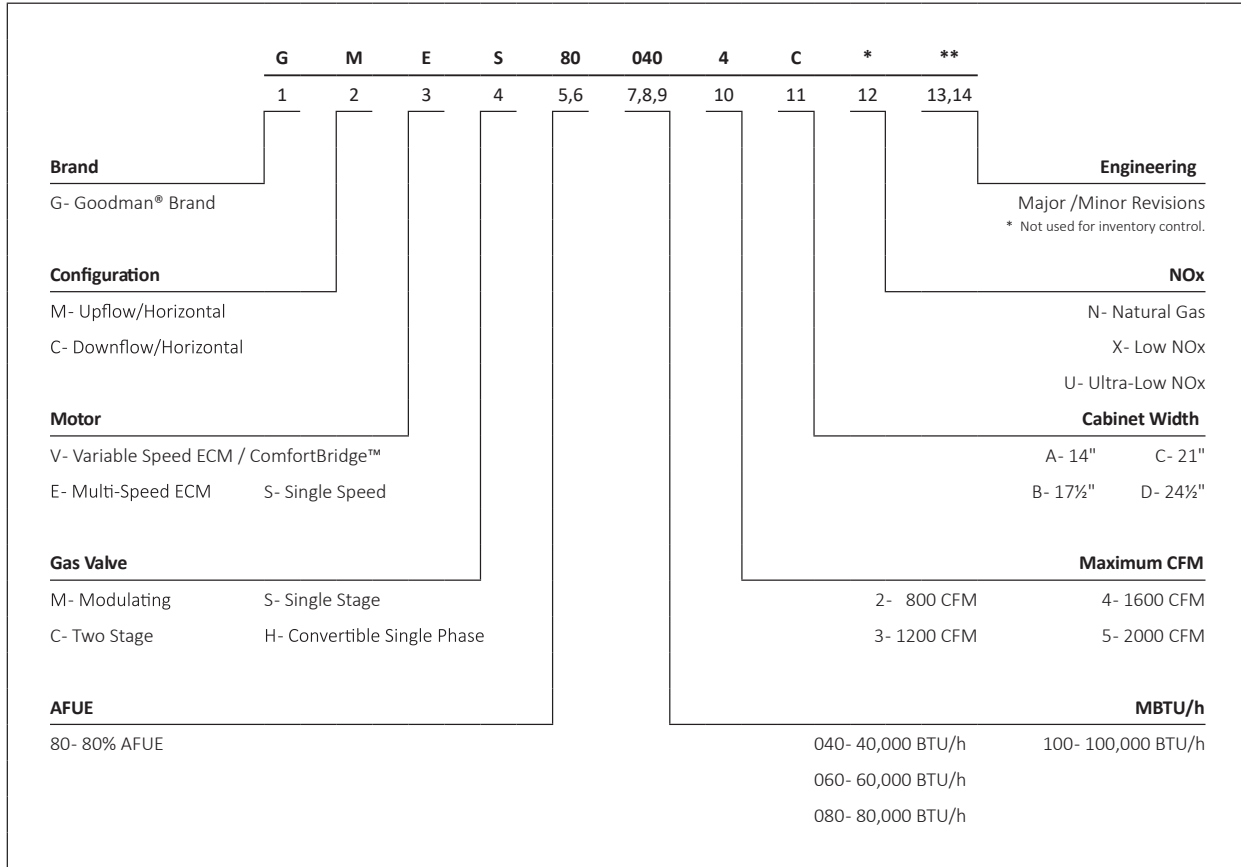 G M E S 80 040 4 C * **
1 2 3 4 5,6 7,8,9 10 11 12 13,14
Brand
G- Goodman® Brand
Engineering
Major /Minor Revisions
* Not used for inventory control.
Configuration
M- Upflow/Horizontal
C- Downflow/Horizontal
NOx
N- Natural Gas
X- Low NOx
U- Ultra-Low NOx
Motor
V- Variable Speed ECM / ComfortBridge™
E- Multi-Speed ECM S- Single Speed
Cabinet Width
A- 14" C- 21"
B- 17½" D- 24½"
Gas Valve
M- Modulating S- Single Stage
C- Two Stage H- Convertible Single Phase
Maximum CFM
2- 800 CFM 4- 1600 CFM
3- 1200 CFM 5- 2000 CFM
AFUE
80- 80% AFUE
MBTU/h
040- 40,000 BTU/h 100- 100,000 BTU/h
060- 60,000 BTU/h
080- 80,000 BTU/h